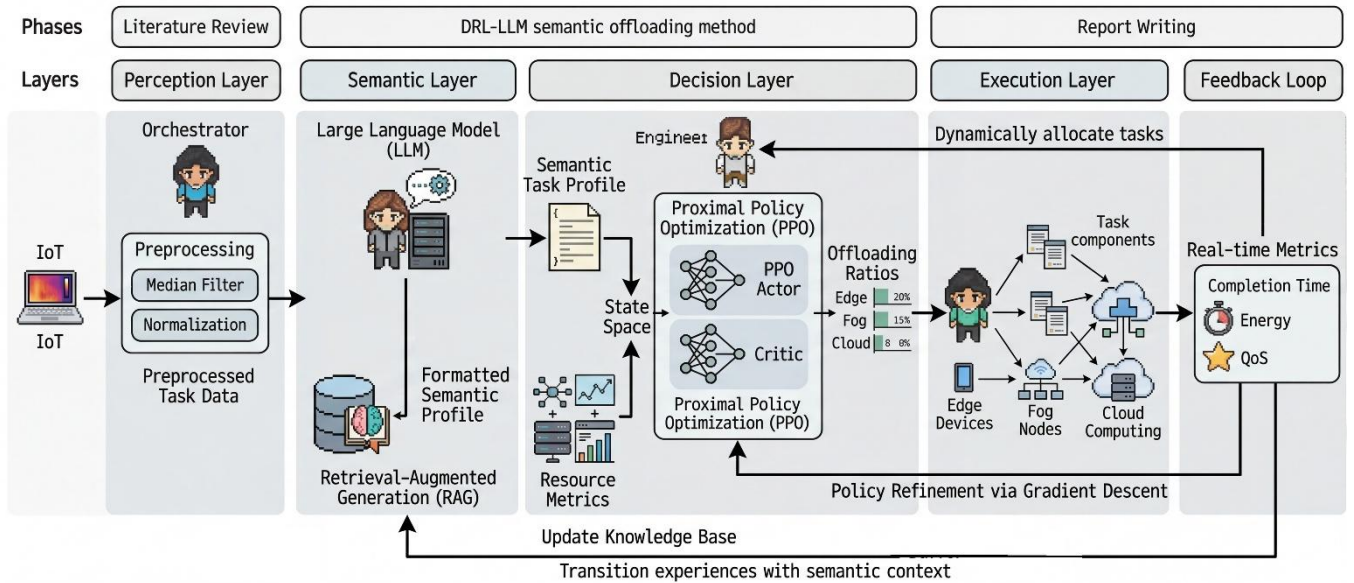 Phases
Literature Review
DRL-LLM semantic offloading method
Report Writing
Layers
Perception Layer
Semantic Layer
Decision Layer
Execution Layer
Feedback Loop
IoT
IoT
Orchestrator
Preprocessing
Median Filter
Normalization
Preprocessed
Task Data
Large Language Model
(LLM)
Formatted
Semantic
Profile
Retrieval-Augmented
Generation (RAG)
Semantic
Task Profile
State
Space
Resource
Metrics
Engineer
Proximal Policy
Optimization (PPO)
PPO
Actor
Critic
Proximal Policy
Optimization (PPO)
Offloading
Ratios
Edge 20%
Fog 15%
Cloud 8 0%
Dynamically allocate tasks
Task
components
Edge
Devices
Fog
Nodes
Cloud
Computing
Real-time Metrics
Completion Time
Energy
QoS
Policy Refinement via Gradient Descent
Update Knowledge Base
Transition experiences with semantic context